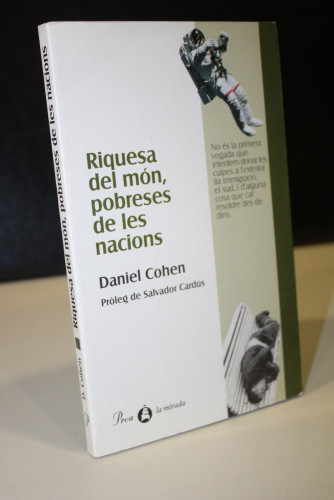 Riquesa
del món,
pobreses
de les
nacions
Daniel Cohen
Pròleg de Salvador Cardús
No és la primera
vegada que
intentem donar les
culpes a l'exterior
(la immigració,
el sud...) d'alguna
cosa que cal
resoldre des de
dins.
Proa la mirada
D. Cohen Riquesa del món, pobreses de les nacions
Proa